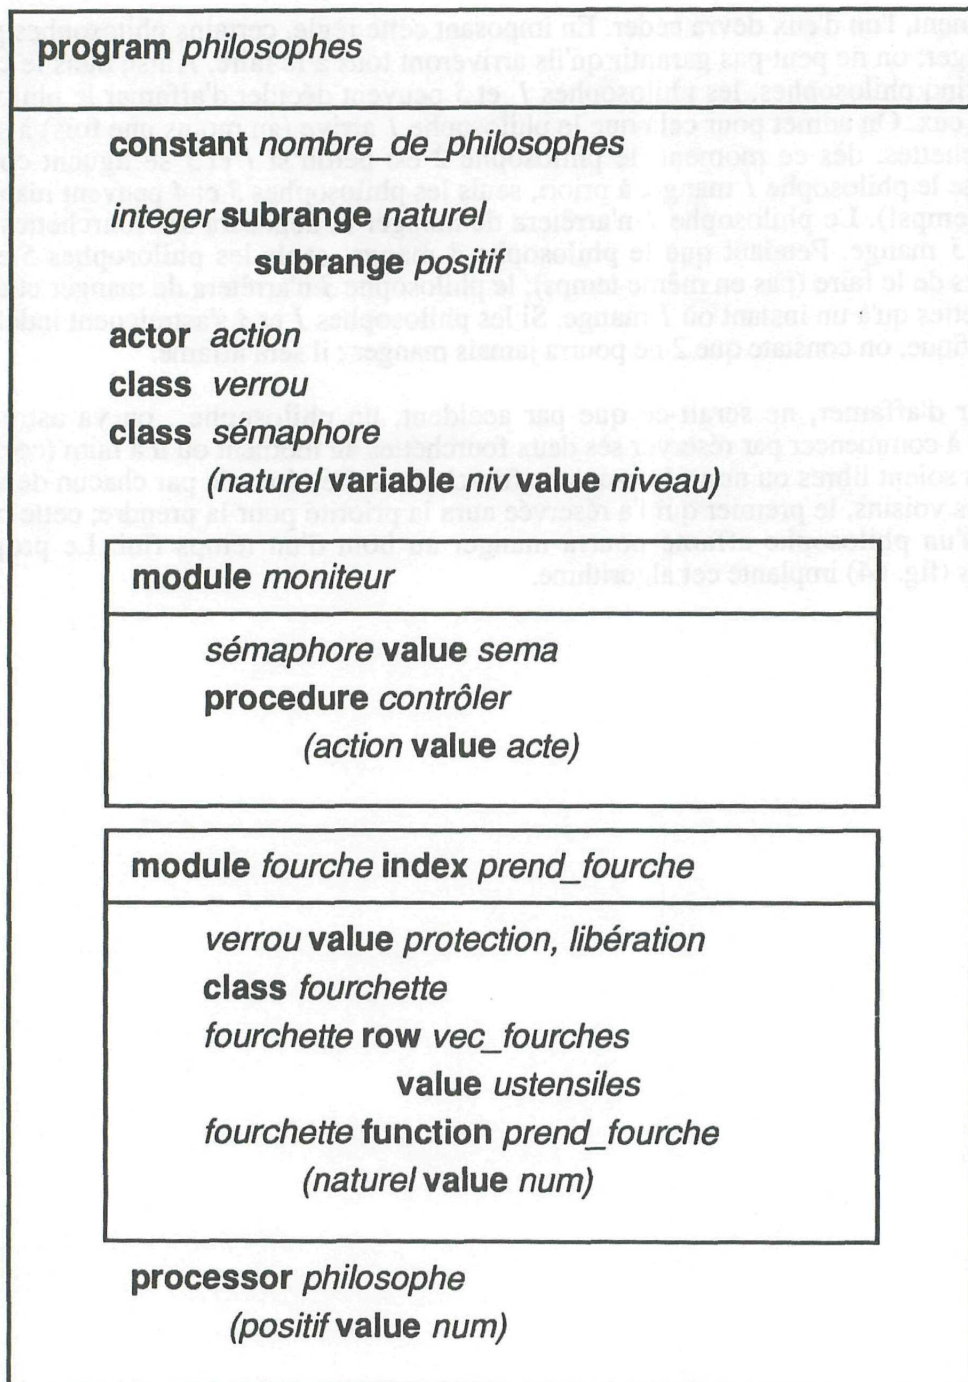 program philosophes
constant nombre_de_philosophes
integer subrange naturel
subrange positif
actor action
class verrou
class sémaphore
(naturel variable niv value niveau)
module moniteur
sémaphore value sema
procedure contrôler
(action value acte)
module fourche index prend_fourche
verrou value protection, libération
class fourchette
fourchette row vec_fourches
value ustensiles
fourchette function prend_fourche
(naturel value num)
processor philosophe
(positif value num)